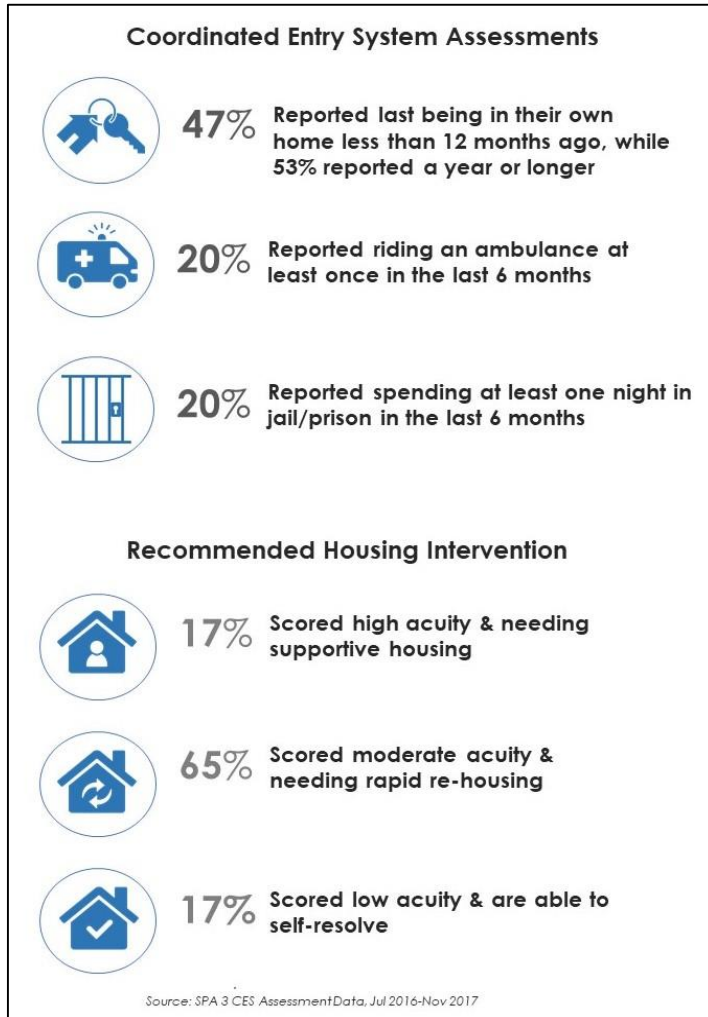 Coordinated Entry System Assessments
47% Reported last being in their own
home less than 12 months ago, while
53% reported a year or longer
20% Reported riding an ambulance at
least once in the last 6 months
20% Reported spending at least one night in
jail/prison in the last 6 months
Recommended Housing Intervention
17% Scored high acuity & needing
supportive housing
65% Scored moderate acuity &
needing rapid re-housing
17% Scored low acuity & are able to
self-resolve
Source: SPA 3 CES AssessmentData, Jul 2016-Nov 2017